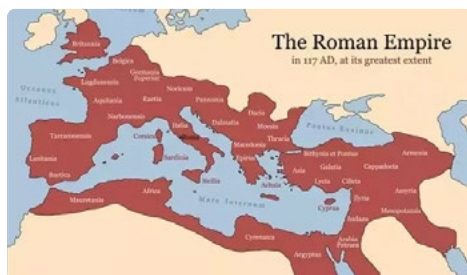 The Roman Empire
in 117 AD, at its greatest extent
Britannia
Belgica
Germania
Superior
Lugdunensis
Noricum
Oceanus
Atlanticus
Raetia
Pannonia
Aquitania
Dacia
Narbonensis
Italia
Dalmatia
Moesia
Pontus Euxinus
Tarraconensis
Corsica
Thracia
Macedonia
Bithynia et Pontus
Armenia
Lusitania
Sardinia
Epirus
Asia
Galatia
Cappadocia
Baetica
Sicilia
Achaia
Lycia
Cilicia
Assyria
Mauretania
Africa
Cyprus
Syria
Mesopotamia
Mare Internum
Iudaea
Cyrenaica
Arabia
Petraea
Aegyptus